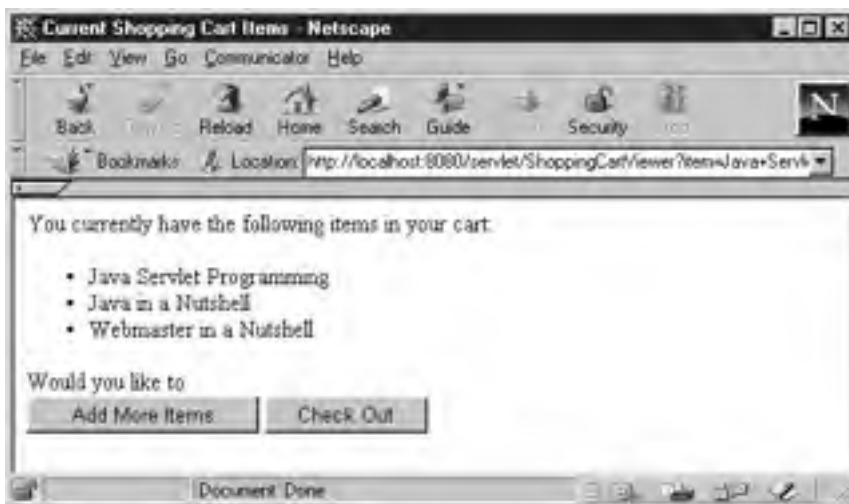 Current Shopping Cart Items - Netscape
File Edit View Go Communicator Help
Back Reload Home Search Guide Security
N
Bookmarks Location: http://localhost:8080/servlet/ShoppingCartViewer?item=Java+Servl
You currently have the following items in your cart:
• Java Servlet Programming
• Java in a Nutshell
• Webmaster in a Nutshell
Would you like to
Add More Items Check Out
Document: Done